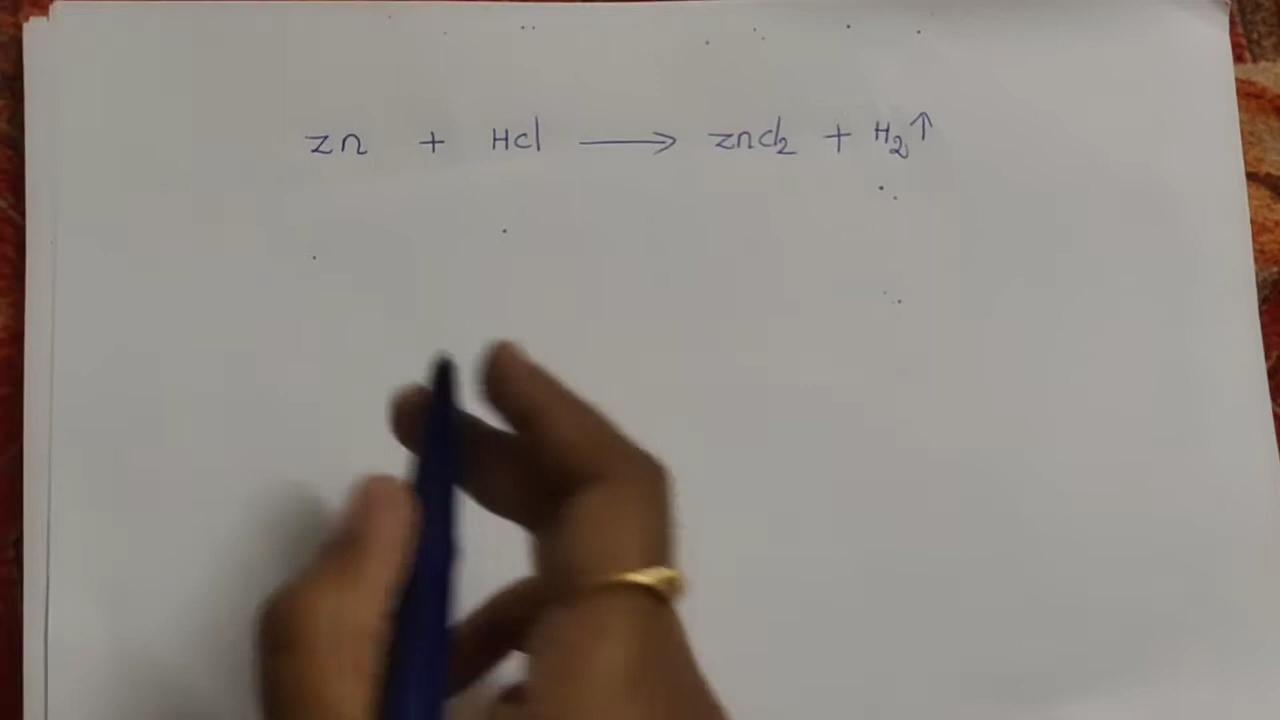 Zn + HCl ⟶ ZnCl₂ + H₂↑